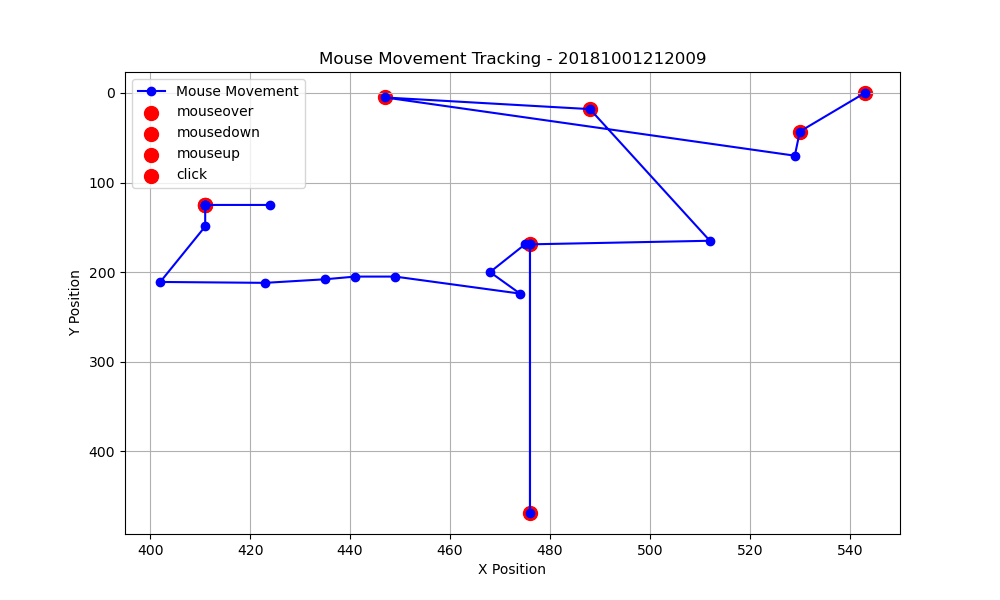 Mouse Movement Tracking - 20181001212009
Mouse Movement
mouseover
mousedown
mouseup
click
0
100
200
300
400
Y Position
400
420
440
460
480
500
520
540
X Position